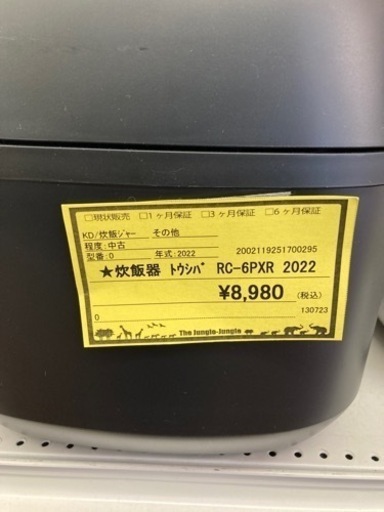 □現状販売 □1ヶ月保証 □3ヶ月保証 □6ヶ月保証
KD/炊飯ジャー その他
程度:中古
型番:0 年式:2022 2002119251700295
★炊飯器 ﾄｳｼﾊﾞ RC-6PXR 2022
¥8,980 (税込)
0 130723
The Jungle-Jungle